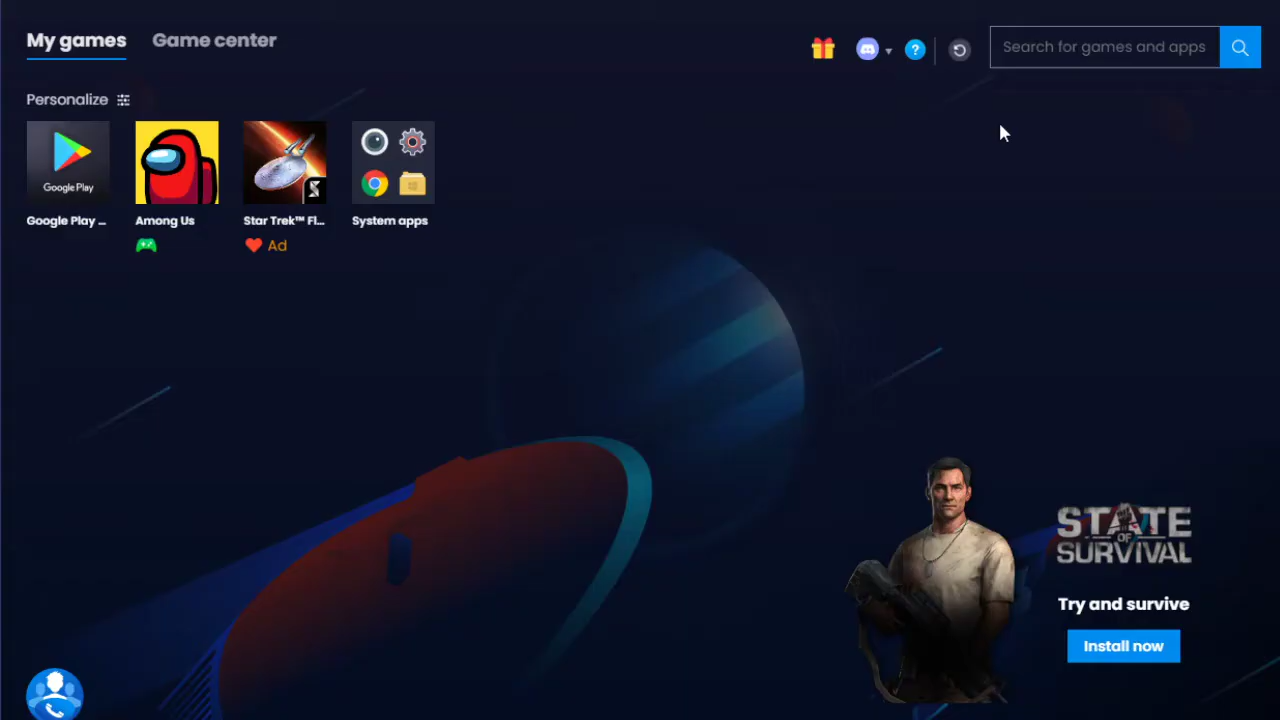 My games
Game center
Search for games and apps
Personalize
Google Play
Google Play ...
Among Us
Star Trek™ Fl...
System apps
Ad
STATE
OF
SURVIVAL
Try and survive
Install now